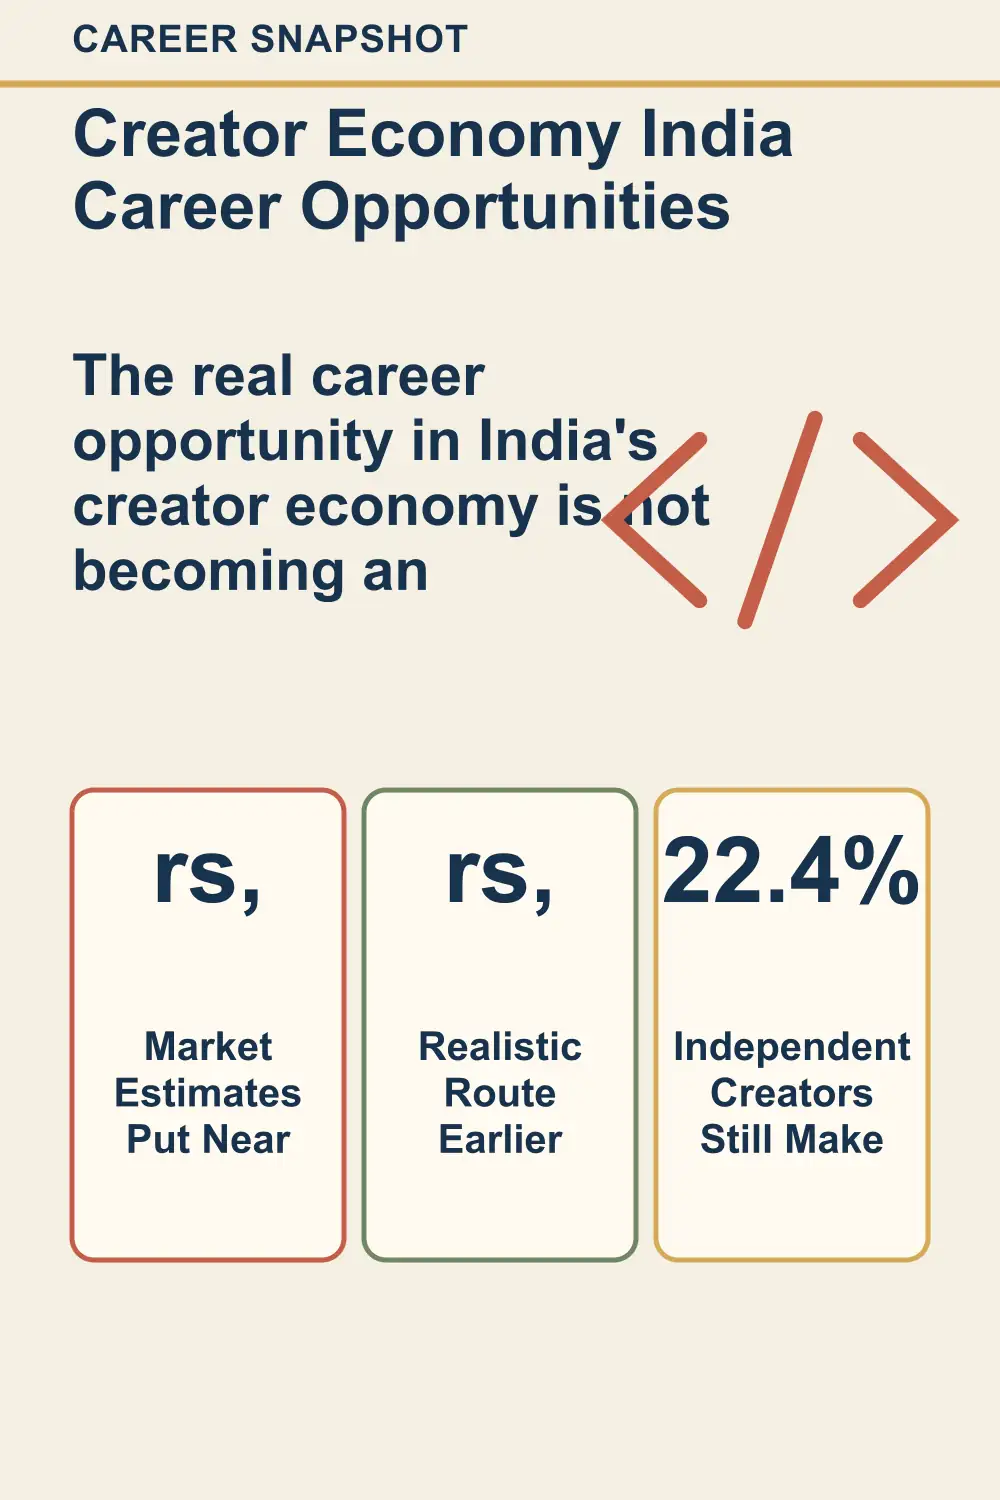 CAREER SNAPSHOT
Creator Economy India
Career Opportunities
The real career
opportunity in India's
creator economy is not
becoming an
rs,
Market
Estimates
Put Near
rs,
Realistic
Route
Earlier
22.4%
Independent
Creators
Still Make